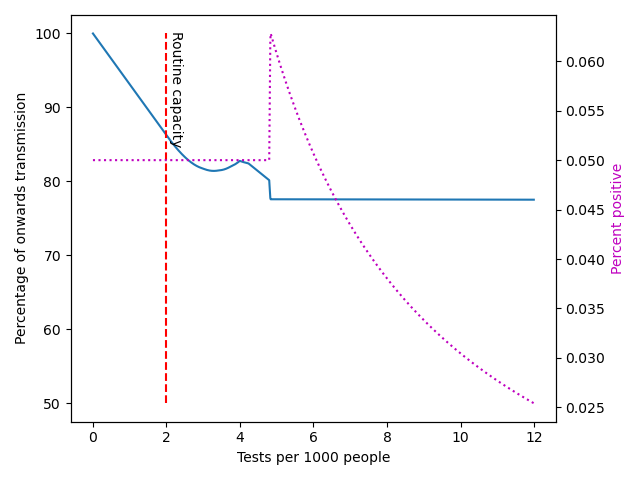 100
90
80
70
60
50
Percentage of onwards transmission
Routine capacity
0.060
0.055
0.050
0.045
0.040
0.035
0.030
0.025
Percent positive
0 2 4 6 8 10 12
Tests per 1000 people